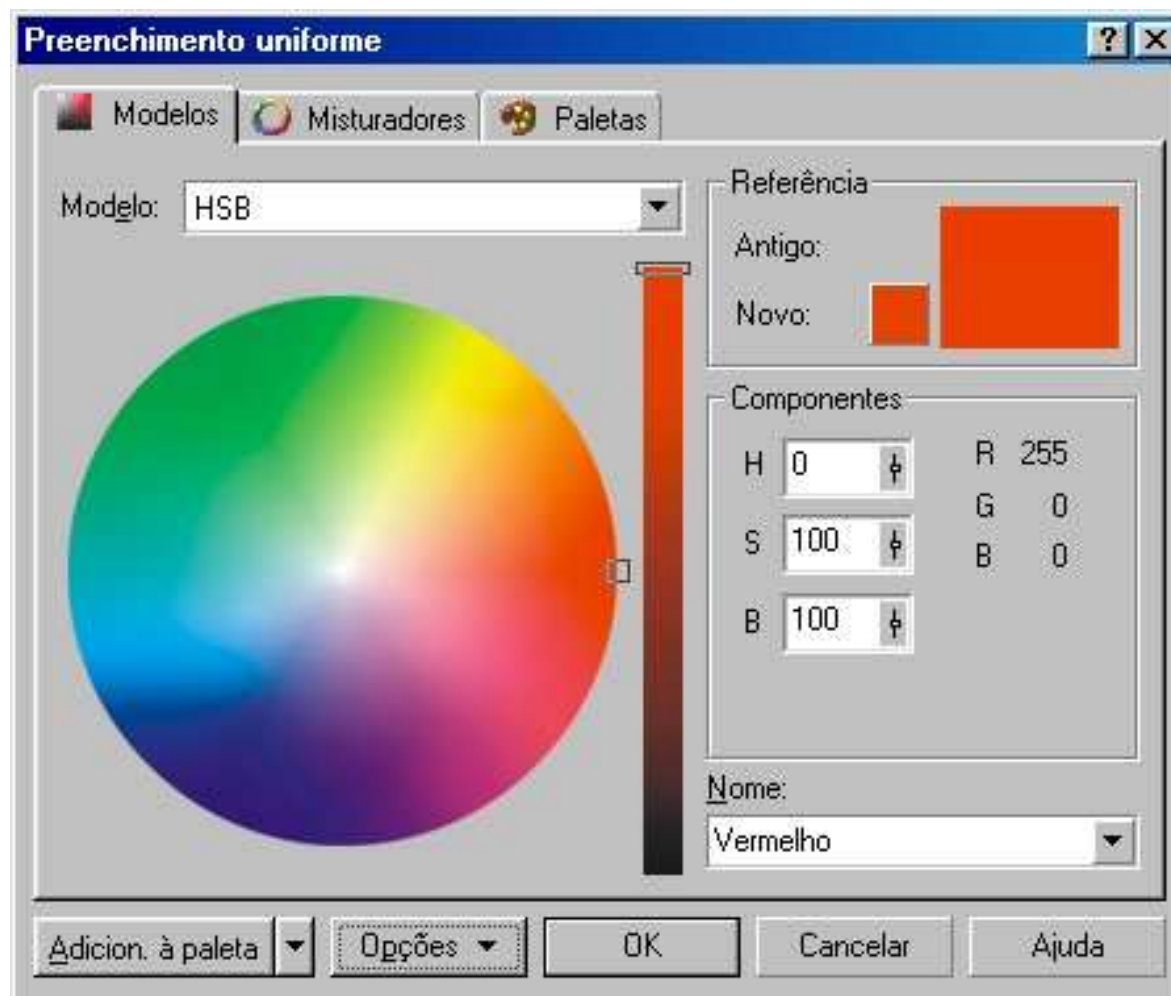 Preenchimento uniforme
Modelos
Misturadores
Paletas
Modelo: HSB
Referência
Antigo:
Novo:
Componentes
H 0
S 100
B 100
R 255
G 0
B 0
Nome:
Vermelho
Adicion. à paleta
Opções
OK
Cancelar
Ajuda